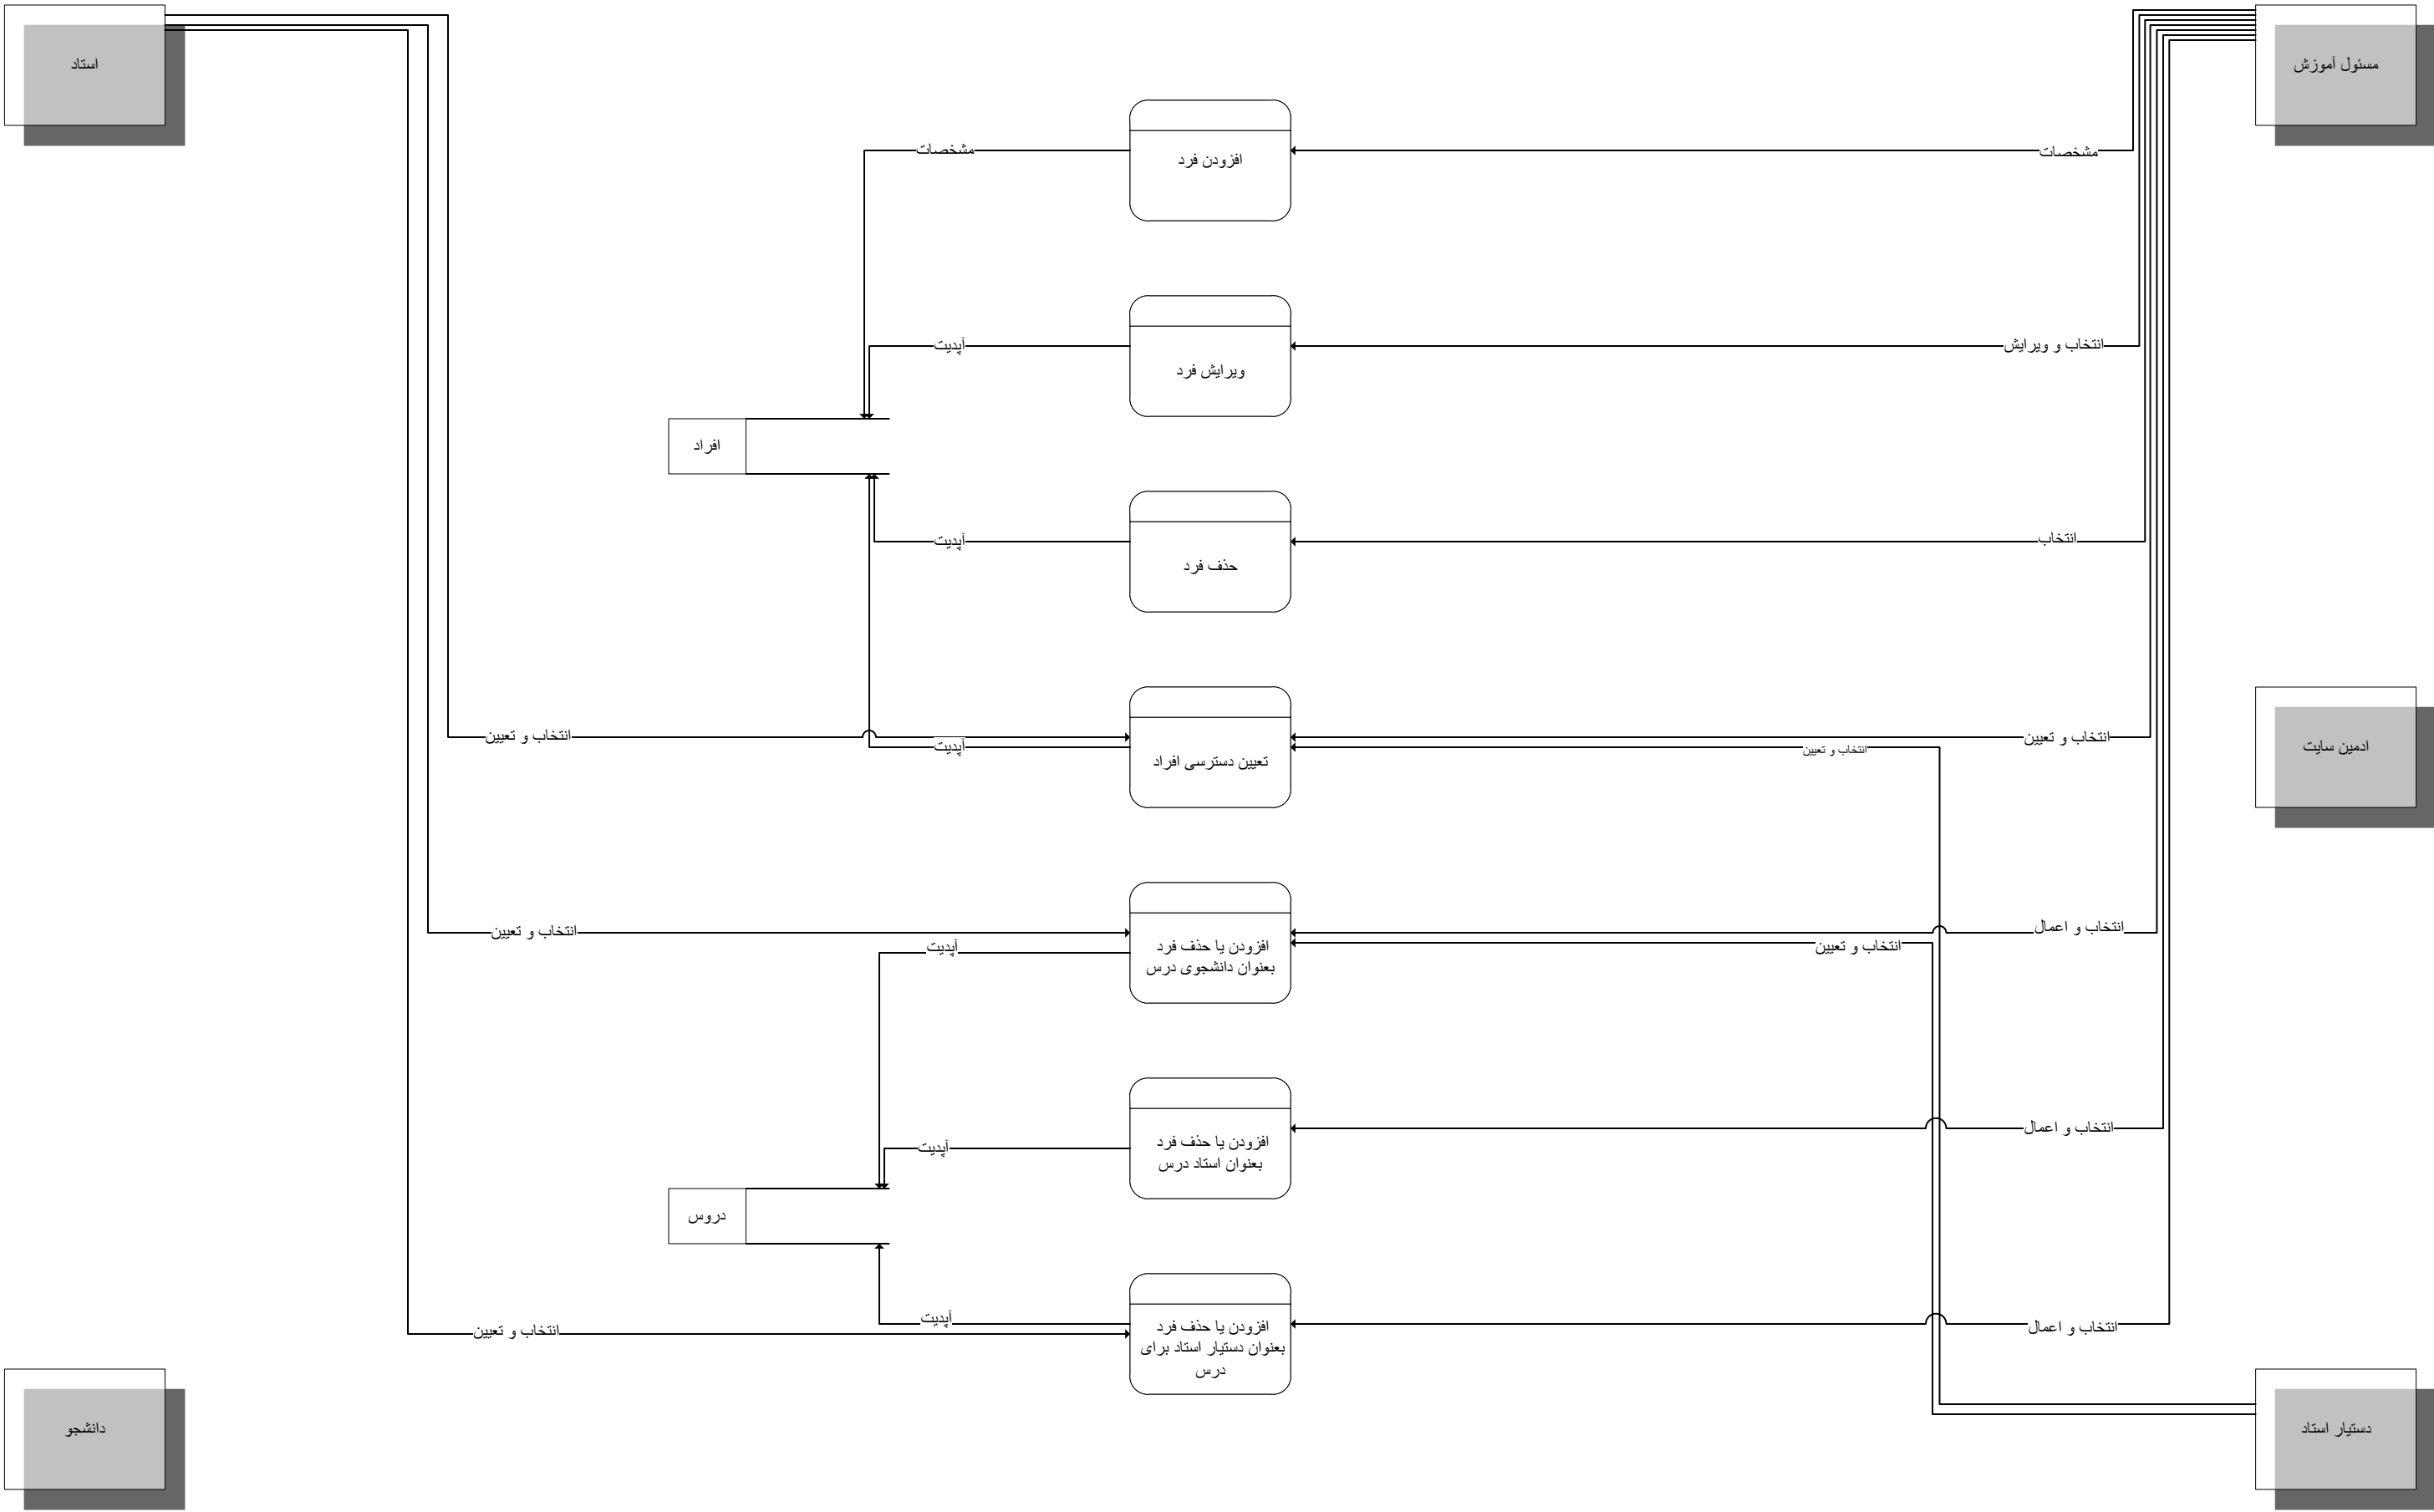 مسئول آموزش
استاد
مشخصات
مشخصات
افزودن فرد
انتخاب و ویرایش
آپدیت
ویرایش فرد
افراد
انتخاب
آپدیت
حذف فرد
انتخاب و تعیین
انتخاب و تعیین
انتخاب و تعیین
آپدیت
تعیین دسترسی افراد
ادمین سایت
انتخاب و اعمال
انتخاب و تعیین
انتخاب و تعیین
آپدیت
افزودن یا حذف فرد
بعنوان دانشجوی درس
انتخاب و اعمال
آپدیت
افزودن یا حذف فرد
بعنوان استاد درس
دروس
انتخاب و اعمال
آپدیت
انتخاب و تعیین
افزودن یا حذف فرد
بعنوان دستیار استاد برای
درس
دستیار استاد
دانشجو